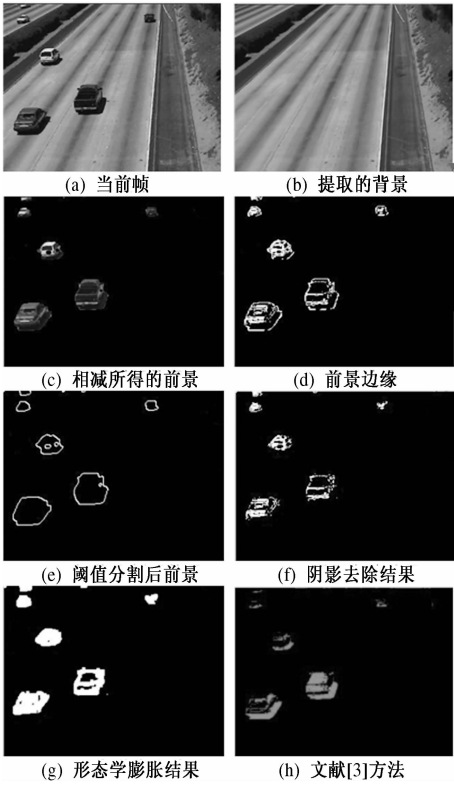 (a) 当前帧
(b) 提取的背景
(c) 相减所得的前景
(d) 前景边缘
(e) 阈值分割后前景
(f) 阴影去除结果
(g) 形态学膨胀结果
(h) 文献[3]方法